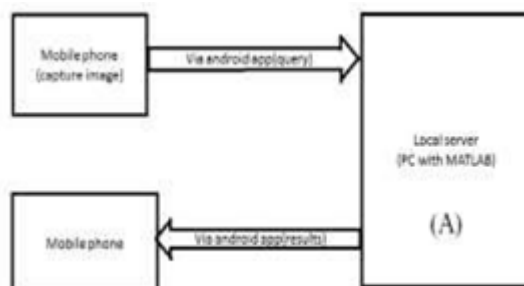 Mobile phone
(capture image)
Via android app(query)
Local server
(PC with MATLAB)
(A)
Mobile phone
Via android app(results)